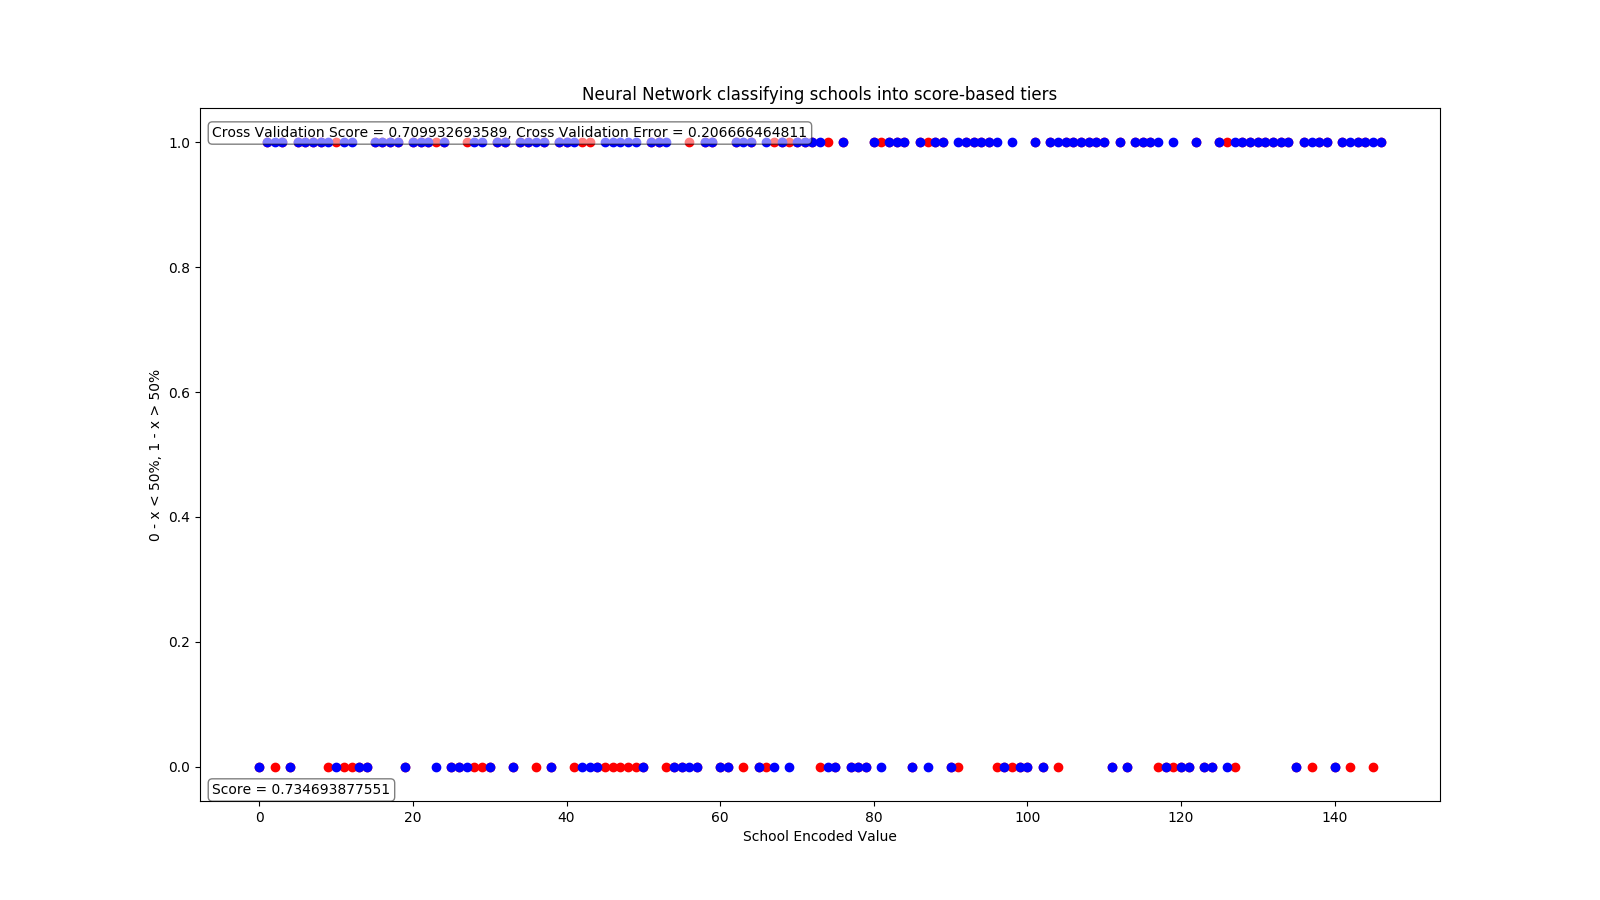 Neural Network classifying schools into score-based tiers
Cross Validation Score = 0.709932693589, Cross Validation Error = 0.206666464811
1.0
0.8
0.6
0.4
0.2
0.0
0 - x < 50%, 1 - x > 50%
Score = 0.734693877551
0 20 40 60 80 100 120 140
School Encoded Value